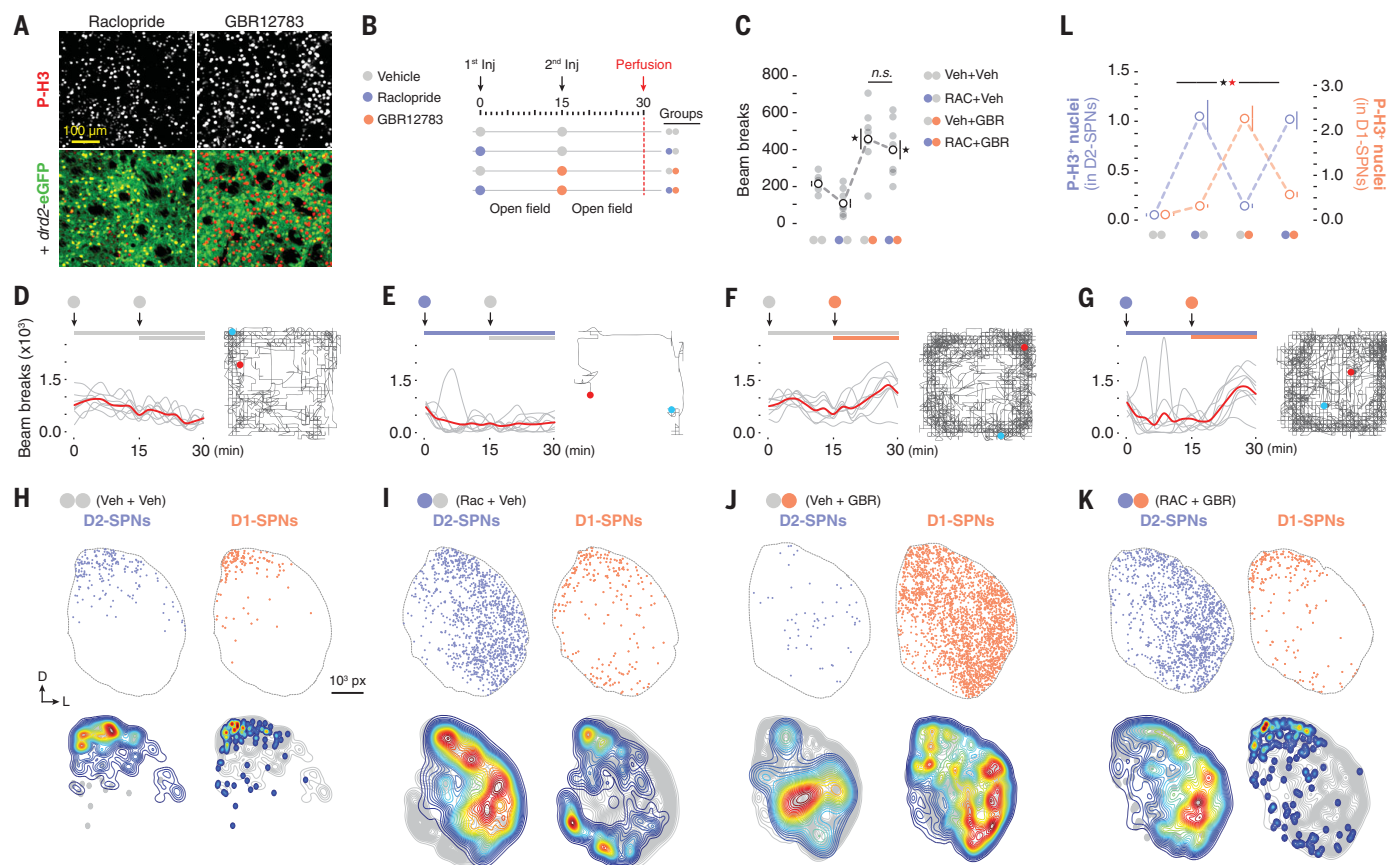 A
Raclopride
GBR12783
P-H3
100 µm
+ drd2-eGFP
B
Vehicle
Raclopride
GBR12783
1st Inj
2nd Inj
Perfusion
0
15
30
Groups
Open field
Open field
C
Beam breaks
800
600
400
200
0
n.s.
★
★
Veh+Veh
RAC+Veh
Veh+GBR
RAC+GBR
L
P-H3+ nuclei
(in D2-SPNs)
1.5
1.0
0.5
0.0
★★
3.0
2.0
1.0
0.0
P-H3+ nuclei
(in D1-SPNs)
D
Beam breaks (x10³)
1.5
0.0
0
15
30 (min)
E
1.5
0.0
0
15
30 (min)
F
1.5
0.0
0
15
30 (min)
G
1.5
0.0
0
15
30 (min)
H
(Veh + Veh)
D2-SPNs
D1-SPNs
D
L
10³ px
I
(Rac + Veh)
D2-SPNs
D1-SPNs
J
(Veh + GBR)
D2-SPNs
D1-SPNs
K
(RAC + GBR)
D2-SPNs
D1-SPNs